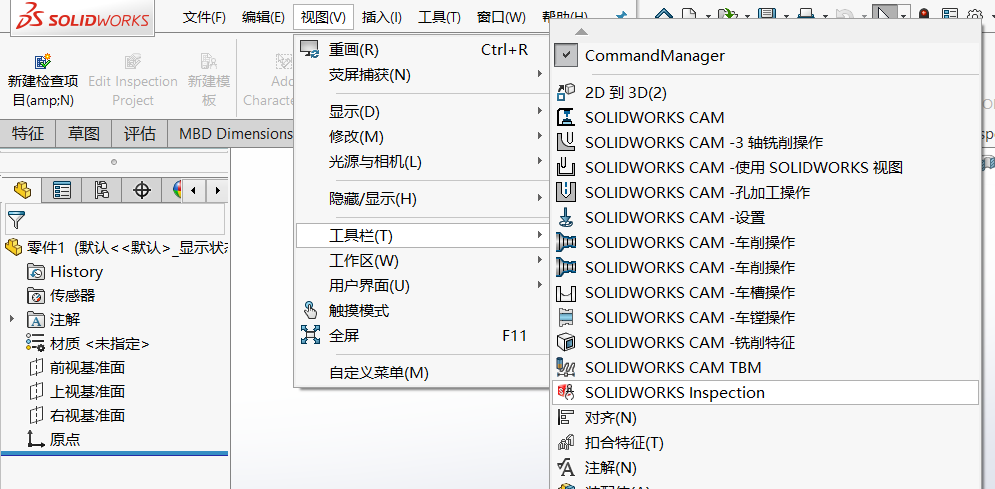 SOLIDWORKS
文件(F) 编辑(E) 视图(V) 插入(I) 工具(T) 窗口(W) 帮助(H)
新建检查项目(amp;N)
Edit Inspection Project
新建模板
Add
Characte
特征 草图 评估 MBD Dimensions
零件1 (默认<<默认>_显示状态
History
传感器
注解
材质 <未指定>
前视基准面
上视基准面
右视基准面
原点
重画(R) Ctrl+R
荧屏捕获(N)
显示(D)
修改(M)
光源与相机(L)
隐藏/显示(H)
工具栏(T)
工作区(W)
用户界面(U)
触摸模式
全屏 F11
自定义菜单(M)
CommandManager
2D 到 3D(2)
SOLIDWORKS CAM
SOLIDWORKS CAM -3 轴铣削操作
SOLIDWORKS CAM -使用 SOLIDWORKS 视图
SOLIDWORKS CAM -孔加工操作
SOLIDWORKS CAM -设置
SOLIDWORKS CAM -车削操作
SOLIDWORKS CAM -车削操作
SOLIDWORKS CAM -车槽操作
SOLIDWORKS CAM -车镗操作
SOLIDWORKS CAM -铣削特征
SOLIDWORKS CAM TBM
SOLIDWORKS Inspection
对齐(N)
扣合特征(T)
注解(N)